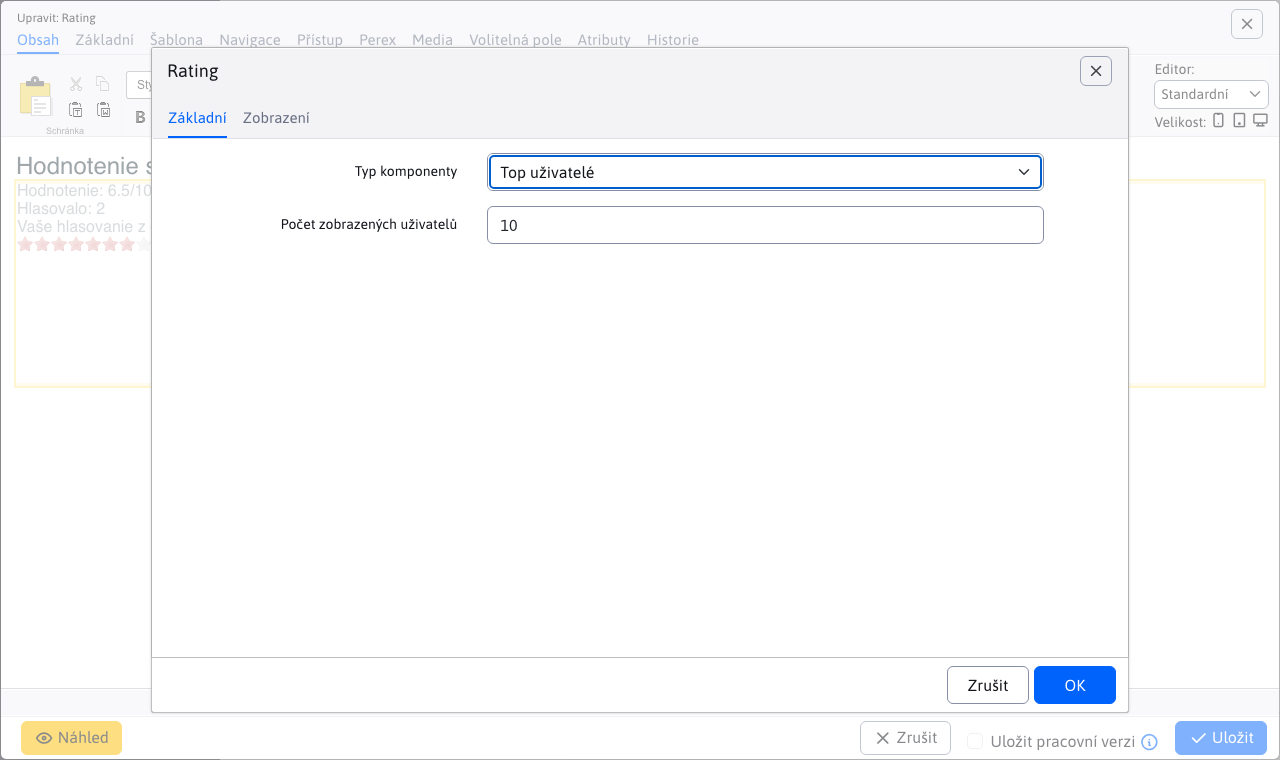 Upravit: Rating
Obsah Základní Šablona Navigace Přístup Perex Media Volitelná pole Atributy Historie
Schránka
B
Editor:
Standardní
Velikost:
Hodnotenie
Hodnotenie: 6.5/10
Hlasovalo: 2
Vaše hlasovanie z
Rating
Základní Zobrazení
Typ komponenty Top uživatelé
Počet zobrazených uživatelů 10
Zrušit OK
Náhled Zrušit Uložit pracovní verzi Uložit